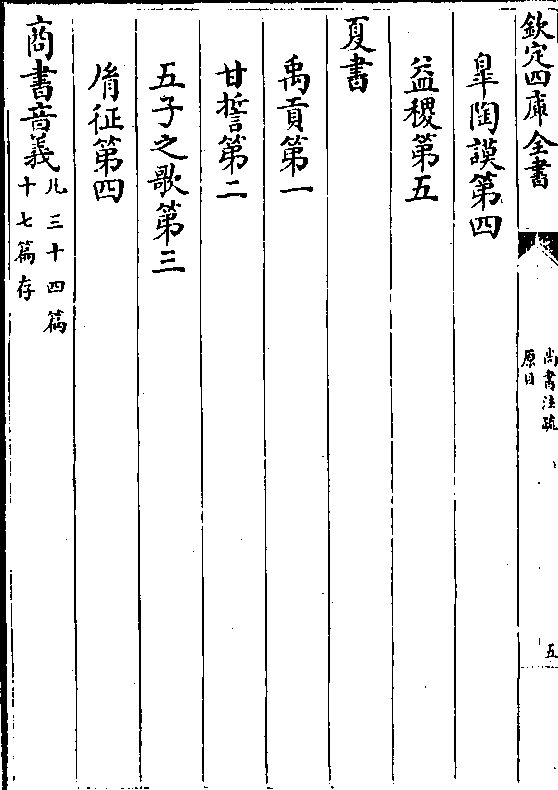 欽定四庫全書
尚書注疏
原目
五
皐陶謨第四
益稷第五
夏書
禹貢第一
甘誓第二
五子之歌第三
胤征第四
商書音義
凡三十四篇
十七篇存